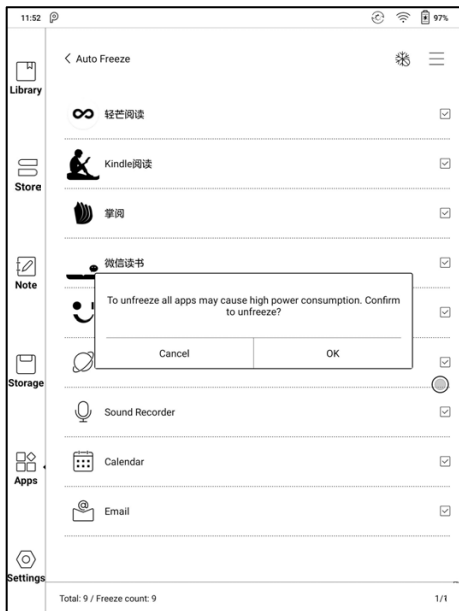 11:52
97%
Auto Freeze
Library
轻芒阅读
Kindle阅读
Store
掌阅
微信读书
Note
To unfreeze all apps may cause high power consumption. Confirm
to unfreeze?
Cancel
OK
Storage
Sound Recorder
Calendar
Apps
Email
Settings
Total: 9 / Freeze count: 9
1/1